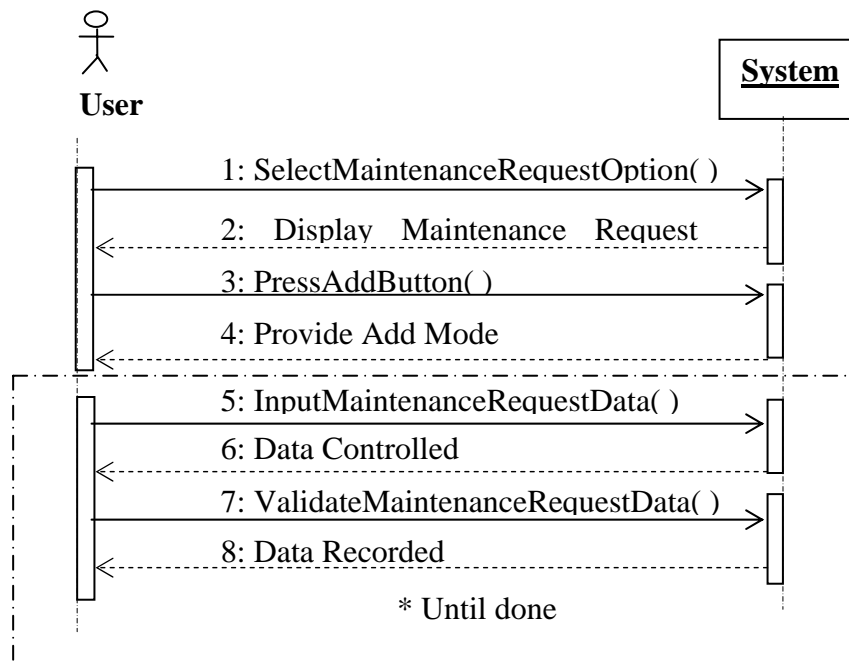 User
System
1: SelectMaintenanceRequestOption( )
2: Display Maintenance Request
3: PressAddButton( )
4: Provide Add Mode
5: InputMaintenanceRequestData( )
6: Data Controlled
7: ValidateMaintenanceRequestData( )
8: Data Recorded
* Until done